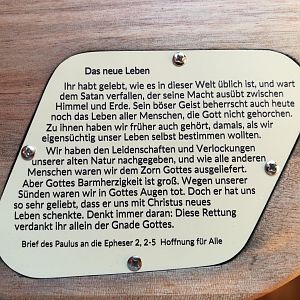 Das neue Leben
Ihr habt gelebt, wie es in dieser Welt üblich ist, und wart
dem Satan verfallen, der seine Macht ausübt zwischen
Himmel und Erde. Sein böser Geist beherrscht auch heute
noch das Leben aller Menschen, die Gott nicht gehorchen.
Zu ihnen haben wir früher auch gehört, damals, als wir
eigensüchtig unser Leben selbst bestimmen wollten.
Wir haben den Leidenschaften und Verlockungen
unserer alten Natur nachgegeben, und wie alle anderen
Menschen waren wir dem Zorn Gottes ausgeliefert.
Aber Gottes Barmherzigkeit ist groß. Wegen unserer
Sünden waren wir in Gottes Augen tot. Doch er hat uns
so sehr geliebt, dass er uns mit Christus neues
Leben schenkte. Denkt immer daran: Diese Rettung
verdankt ihr allein der Gnade Gottes.
Brief des Paulus an die Epheser 2, 2-5 Hoffnung für Alle